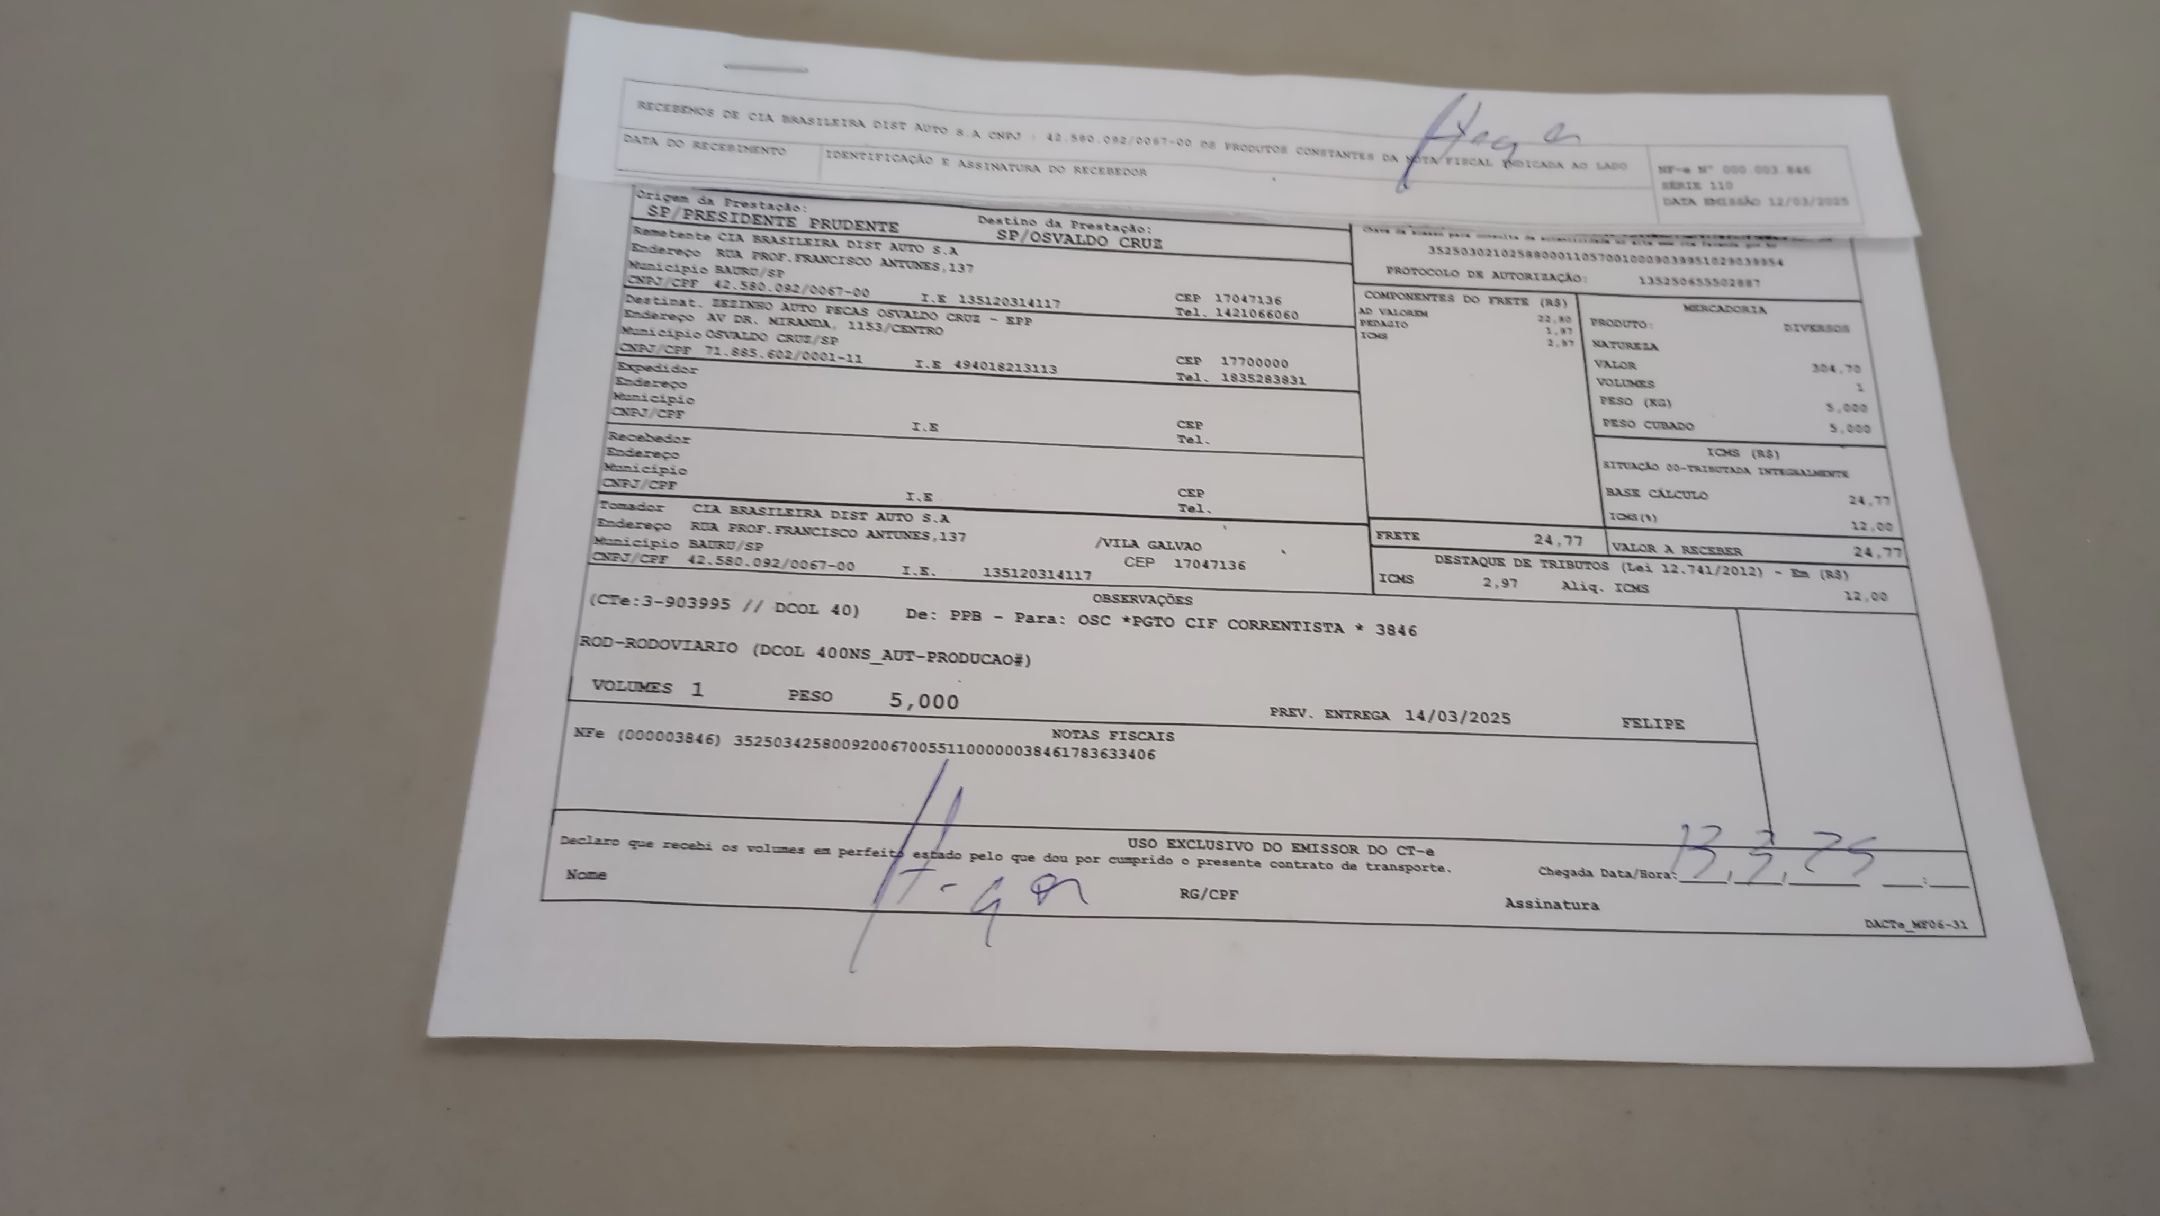 RECEBEMOS DE CIA BRASILEIRA DIST AUTO S.A CNPJ : 42.580.092/0067-00 OS PRODUTOS CONSTANTES DA NOTA FISCAL INDICADA AO LADO
DATA DO RECEBIMENTO
IDENTIFICAÇÃO E ASSINATURA DO RECEBEDOR
NF-e N° 000.003.846
SÉRIE 110
DATA EMISSÃO 12/03/2025
Origem da Prestação:
SP/PRESIDENTE PRUDENTE
Destino da Prestação:
SP/OSVALDO CRUZ
Remetente CIA BRASILEIRA DIST AUTO S.A
Endereço RUA PROF.FRANCISCO ANTUNES,137
Município BAURU/SP CEP 17047136
CNPJ/CPF 42.580.092/0067-00 I.E 135120314117 Tel. 1421066060
Destinat. ZEZINHO AUTO PECAS OSVALDO CRUZ - EPP
Endereço AV DR. MIRANDA, 1153/CENTRO
Município OSVALDO CRUZ/SP CEP 17700000
CNPJ/CPF 71.885.602/0001-11 I.E 494018213113 Tel. 1835283831
Expedidor
Endereço
Município CEP
CNPJ/CPF I.E Tel.
Recebedor
Endereço
Município CEP
CNPJ/CPF I.E Tel.
Tomador CIA BRASILEIRA DIST AUTO S.A
Endereço RUA PROF.FRANCISCO ANTUNES,137 /VILA GALVAO
Município BAURU/SP CEP 17047136
CNPJ/CPF 42.580.092/0067-00 I.E. 135120314117
PROTOCOLO DE AUTORIZAÇÃO: 135250655502887
COMPONENTES DO FRETE (R$)
AD VALOREM 22,80
PEDAGIO 1,97
ICMS 2,97
MERCADORIA
PRODUTO: DIVERSOS
NATUREZA
VALOR 304,70
VOLUMES 1
PESO (KG) 5,000
PESO CUBADO 5,000
ICMS (R$)
SITUAÇÃO 00-TRIBUTADA INTEGRALMENTE
BASE CÁLCULO 24,77
ICMS(%) 12,00
FRETE 24,77
VALOR A RECEBER 24,77
DESTAQUE DE TRIBUTOS (Lei 12.741/2012) - Em (R$)
ICMS 2,97 Aliq. ICMS 12,00
OBSERVAÇÕES
(CTe:3-903995 // DCOL 40) De: PPB - Para: OSC *PGTO CIF CORRENTISTA * 3846
ROD-RODOVIARIO (DCOL 400NS_AUT-PRODUCAO#)
VOLUMES 1 PESO 5,000 PREV. ENTREGA 14/03/2025 FELIPE
NOTAS FISCAIS
NFe (000003846) 35250342580092006700551100000038461783633406
USO EXCLUSIVO DO EMISSOR DO CT-e
Declaro que recebi os volumes em perfeito estado pelo que dou por cumprido o presente contrato de transporte.
Chegada Data/Hora: 13,3,25
Nome RG/CPF Assinatura
DACTe_MF06-31